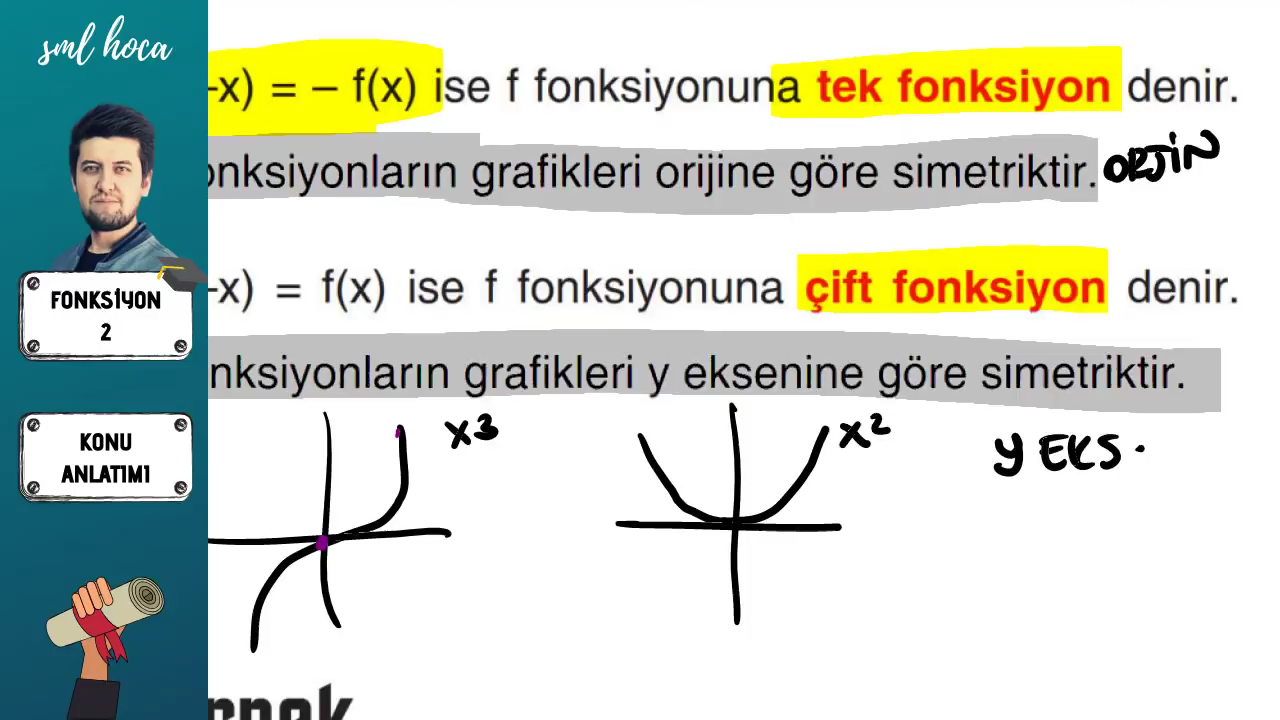 sml hoca
-x) = – f(x) ise f fonksiyonuna tek fonksiyon denir.
onksiyonların grafikleri orijine göre simetriktir. ORJİN
FONKSİYON
2
-x) = f(x) ise f fonksiyonuna çift fonksiyon denir.
nksiyonların grafikleri y eksenine göre simetriktir.
x3
x2
y EKS.
KONU
ANLATIMI